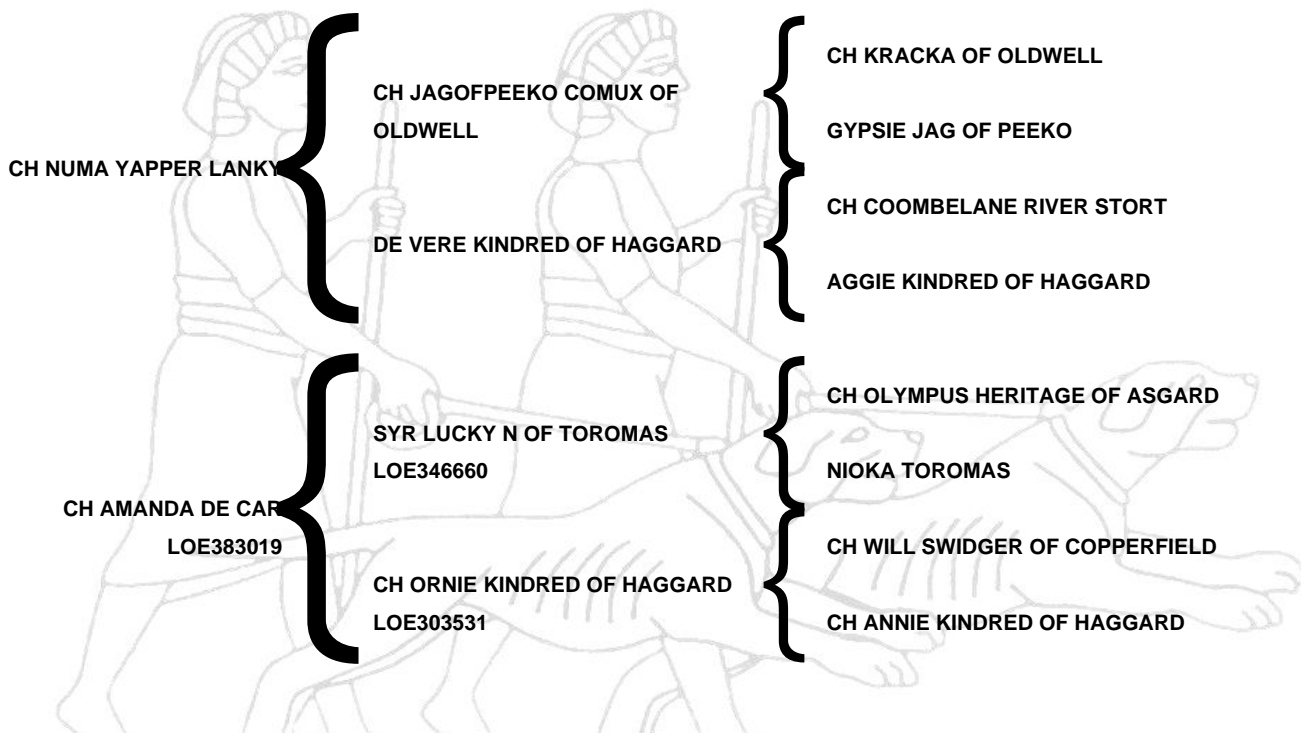 CH NUMA YAPPER LANKY
CH JAGOFPEEKO COMUX OF
OLDWELL
CH KRACKA OF OLDWELL
GYPSIE JAG OF PEEKO
DE VERE KINDRED OF HAGGARD
CH COOMBELANE RIVER STORT
AGGIE KINDRED OF HAGGARD
CH AMANDA DE CAR
LOE383019
SYR LUCKY N OF TOROMAS
LOE346660
CH OLYMPUS HERITAGE OF ASGARD
NIOKA TOROMAS
CH ORNIE KINDRED OF HAGGARD
LOE303531
CH WILL SWIDGER OF COPPERFIELD
CH ANNIE KINDRED OF HAGGARD